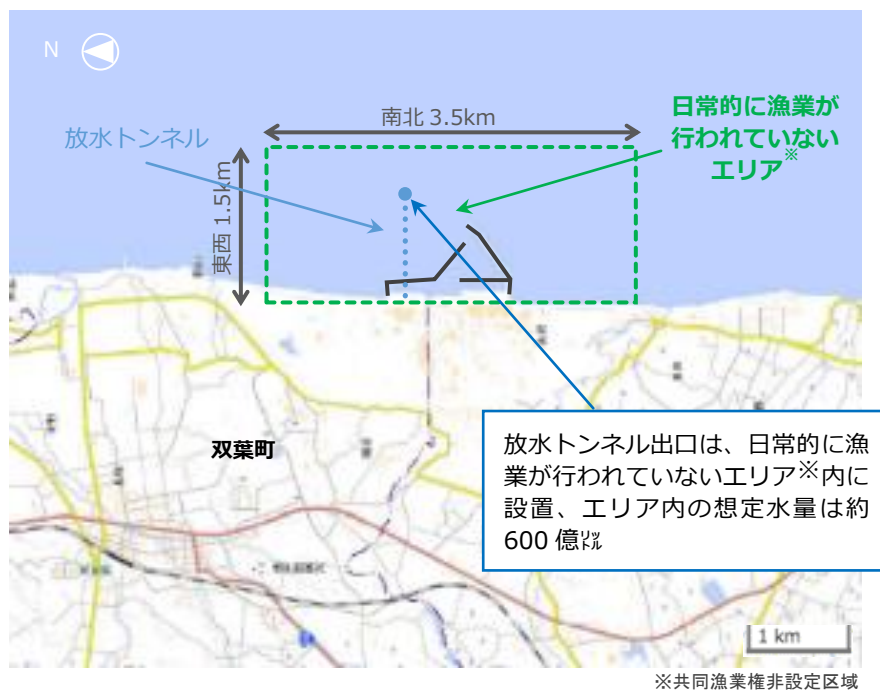 N
南北 3.5km
日常的に漁業が
行われていない
エリア※
放水トンネル
東西 1.5km
双葉町
放水トンネル出口は、日常的に漁
業が行われていないエリア※内に
設置、エリア内の想定水量は約
600 億㍑
1 km
※共同漁業権非設定区域